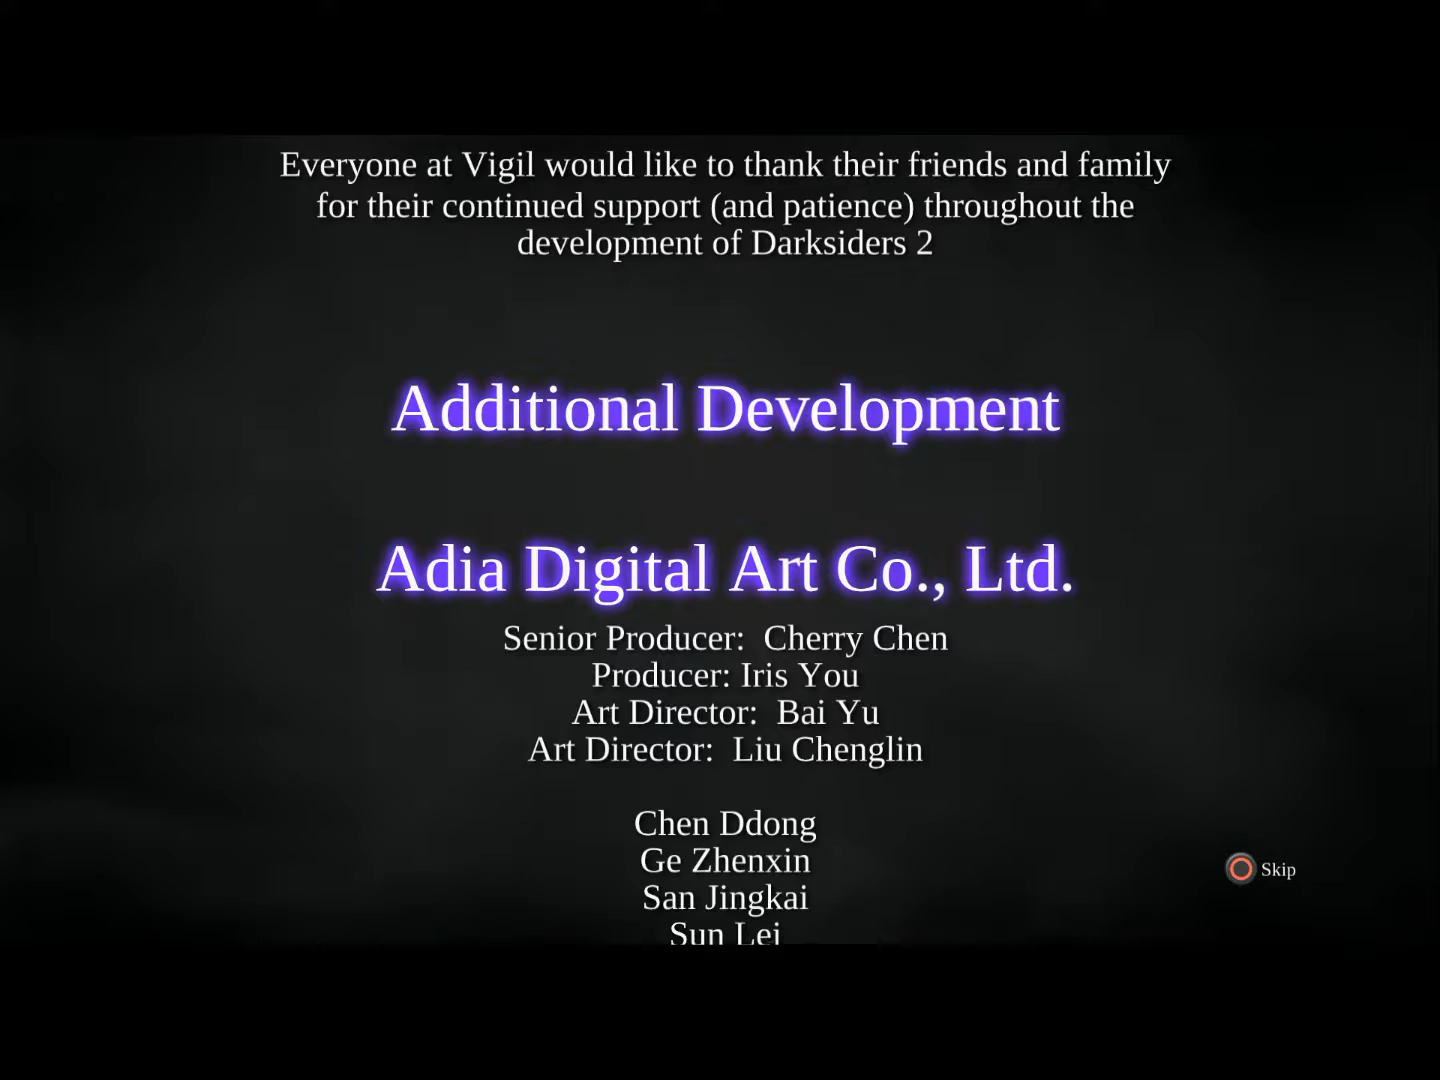 Everyone at Vigil would like to thank their friends and family
for their continued support (and patience) throughout the
development of Darksiders 2
Additional Development
Adia Digital Art Co., Ltd.
Senior Producer:  Cherry Chen
Producer: Iris You
Art Director:  Bai Yu
Art Director:  Liu Chenglin
Chen Ddong
Ge Zhenxin
San Jingkai
Skip
Sun Lei